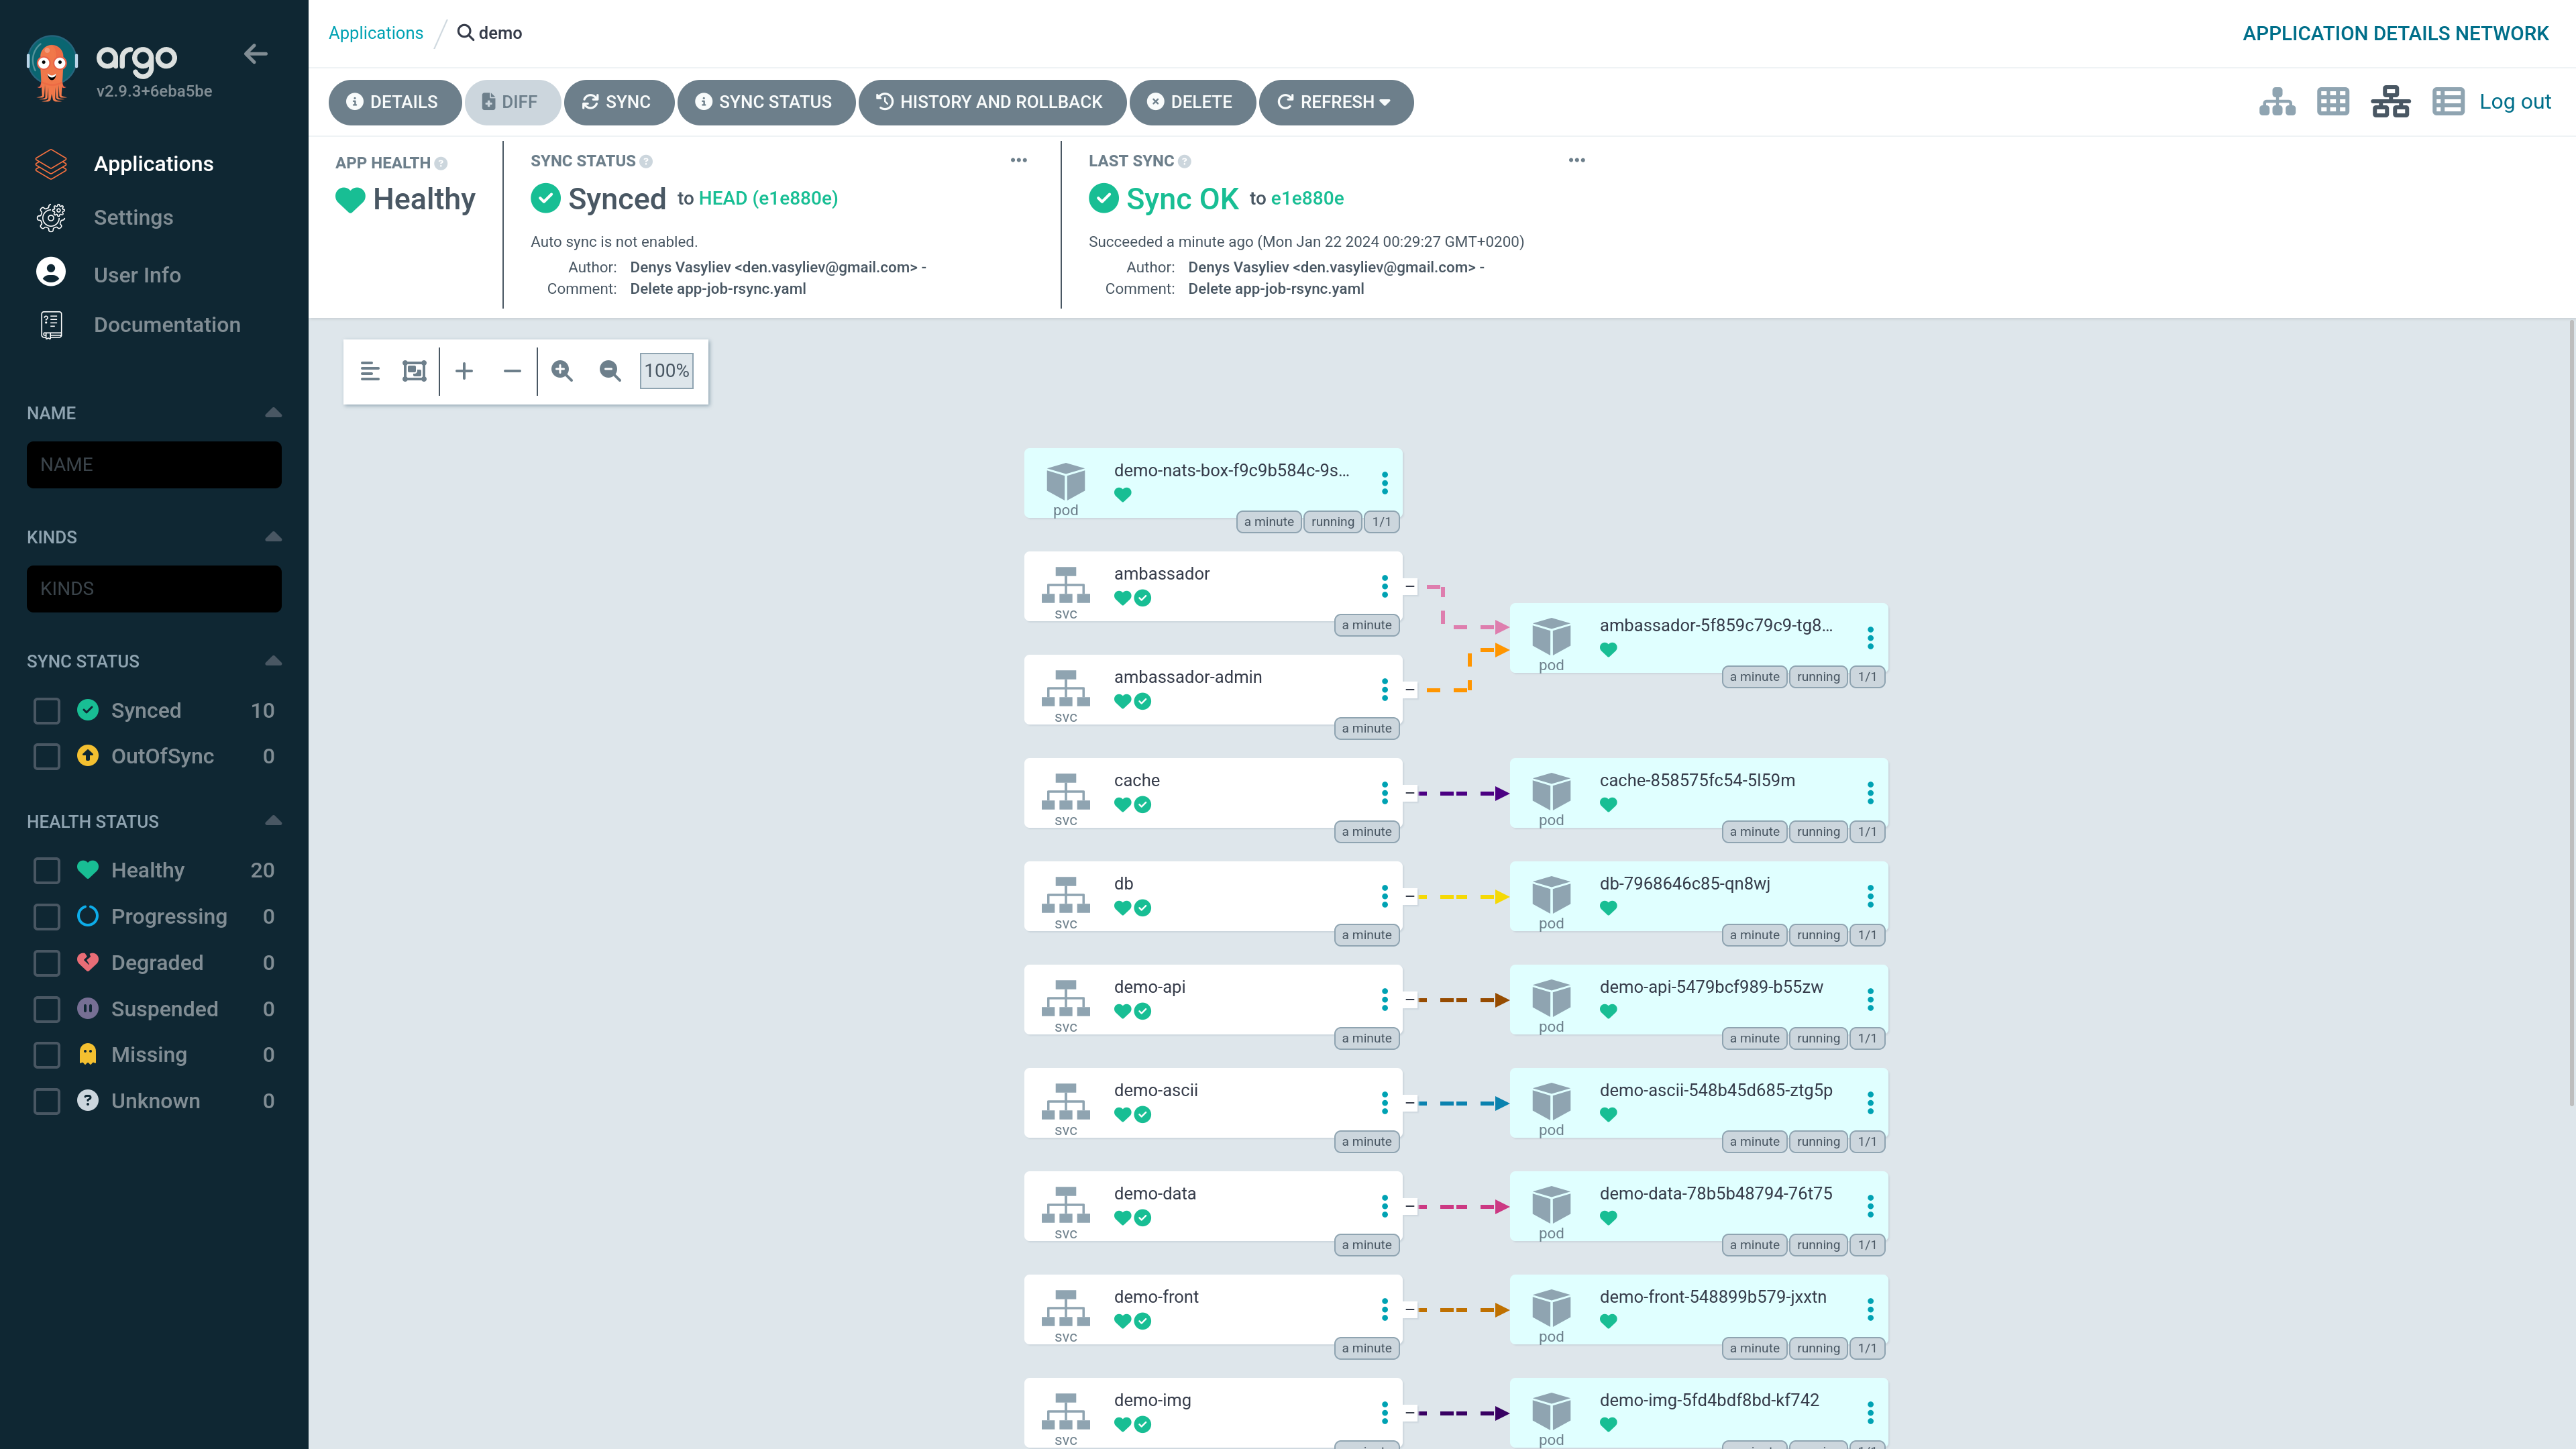 argo
v2.9.3+6eba5be
Applications
Settings
User Info
Documentation
NAME
NAME
KINDS
KINDS
SYNC STATUS
Synced 10
OutOfSync 0
HEALTH STATUS
Healthy 20
Progressing 0
Degraded 0
Suspended 0
Missing 0
Unknown 0
Applications / demo
APPLICATION DETAILS NETWORK
DETAILS DIFF SYNC SYNC STATUS HISTORY AND ROLLBACK DELETE REFRESH Log out
APP HEALTH
Healthy
SYNC STATUS
Synced to HEAD (e1e880e)
Auto sync is not enabled.
Author: Denys Vasyliev <den.vasyliev@gmail.com> -
Comment: Delete app-job-rsync.yaml
LAST SYNC
Sync OK to e1e880e
Succeeded a minute ago (Mon Jan 22 2024 00:29:27 GMT+0200)
Author: Denys Vasyliev <den.vasyliev@gmail.com> -
Comment: Delete app-job-rsync.yaml
100%
demo-nats-box-f9c9b584c-9s...
pod
a minute running 1/1
ambassador
svc
a minute
ambassador-5f859c79c9-tg8...
pod
a minute running 1/1
ambassador-admin
svc
a minute
cache
svc
a minute
cache-858575fc54-5l59m
pod
a minute running 1/1
db
svc
a minute
db-7968646c85-qn8wj
pod
a minute running 1/1
demo-api
svc
a minute
demo-api-5479bcf989-b55zw
pod
a minute running 1/1
demo-ascii
svc
a minute
demo-ascii-548b45d685-ztg5p
pod
a minute running 1/1
demo-data
svc
a minute
demo-data-78b5b48794-76t75
pod
a minute running 1/1
demo-front
svc
a minute
demo-front-548899b579-jxxtn
pod
a minute running 1/1
demo-img
svc
demo-img-5fd4bdf8bd-kf742
pod